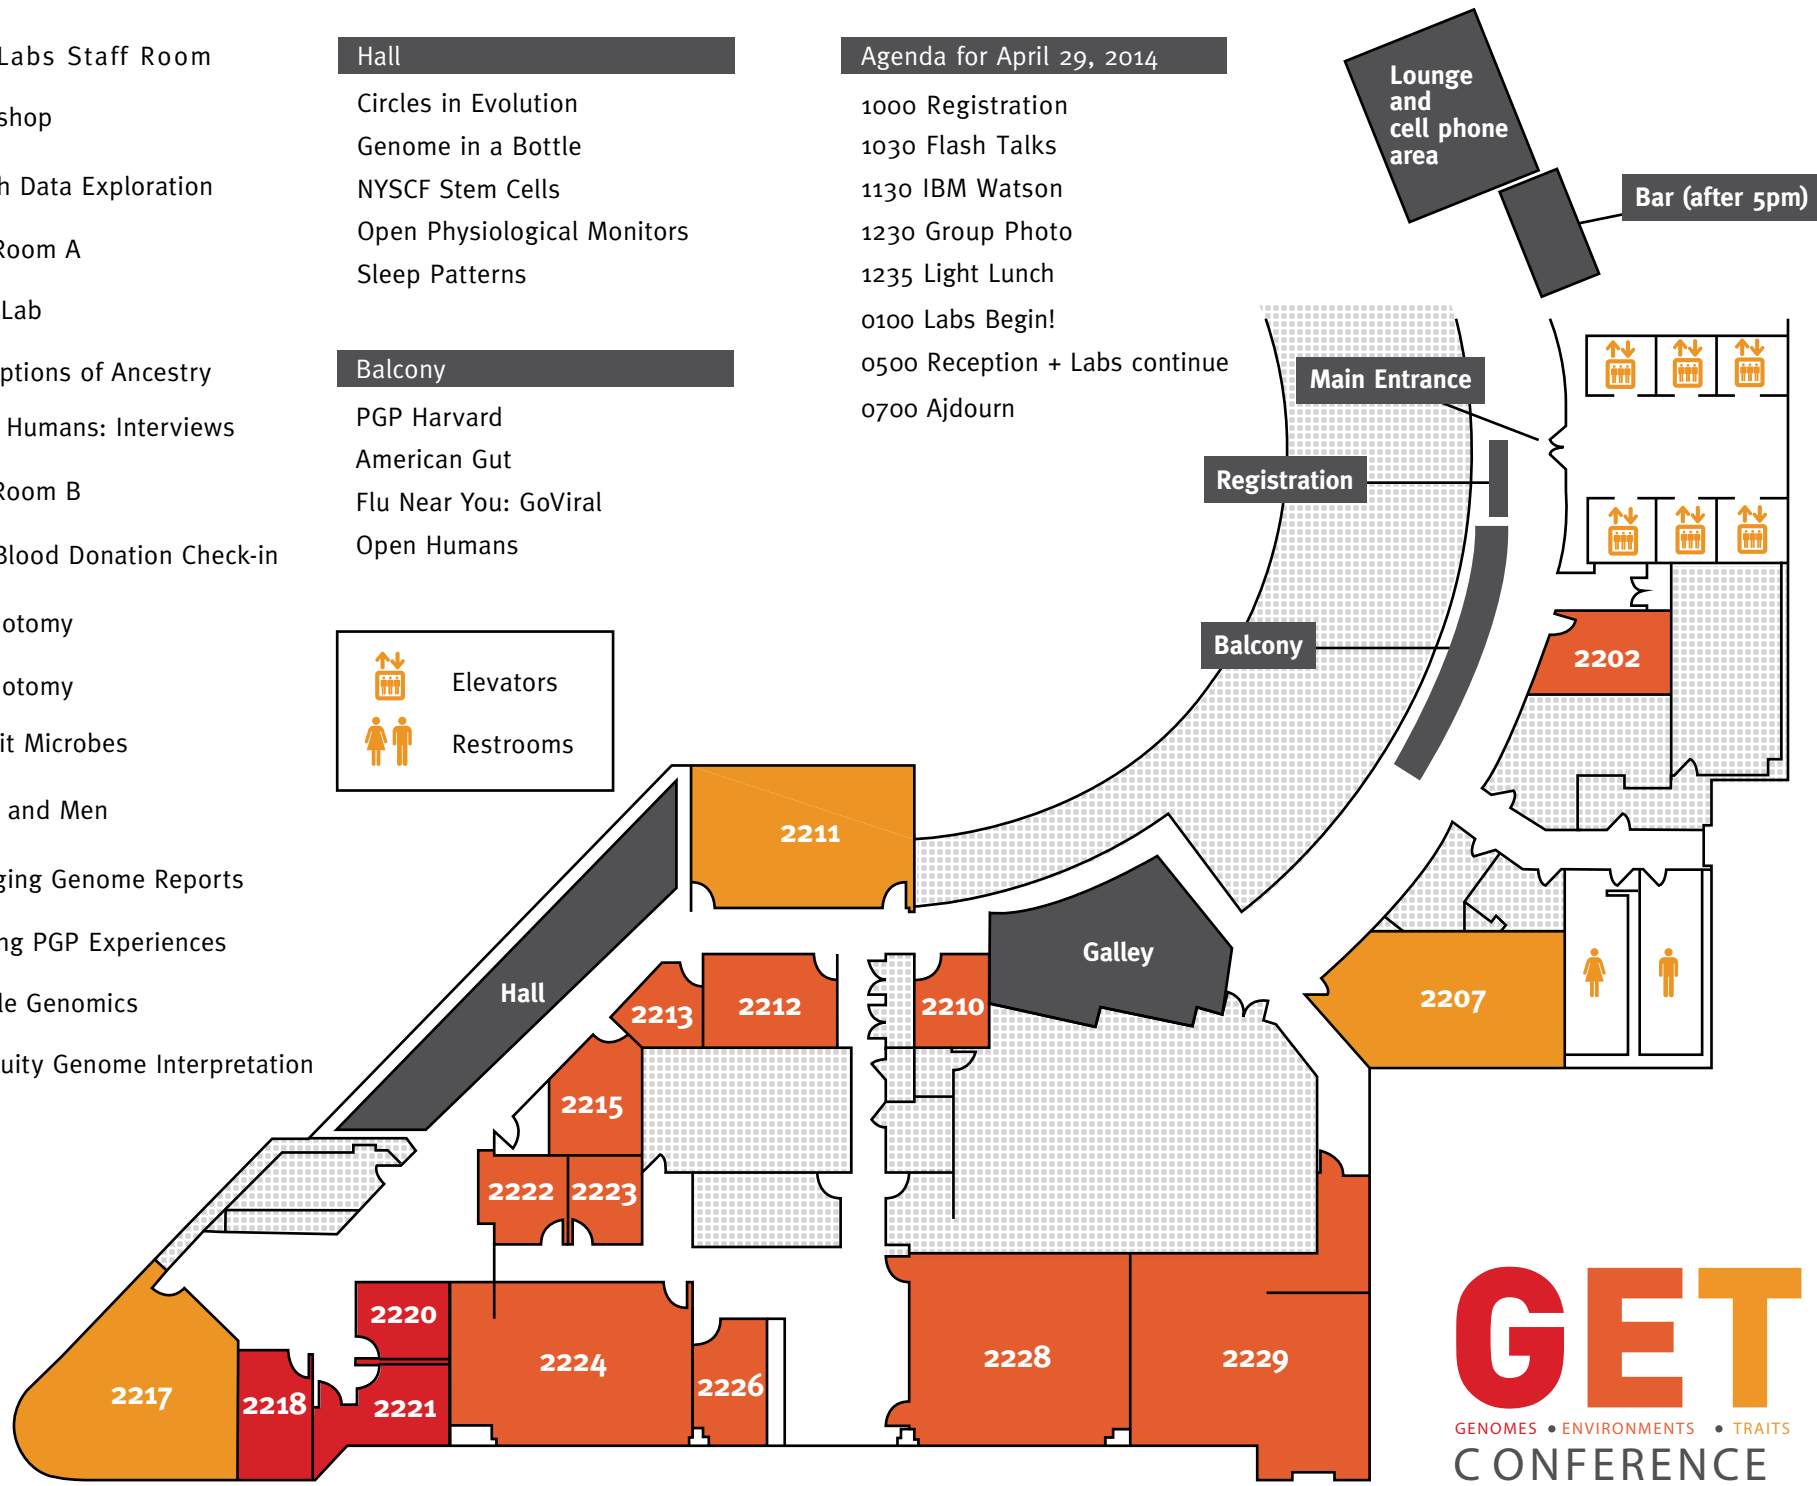 Labs Staff Room
shop
h Data Exploration
Room A
Lab
ptions of Ancestry
Humans: Interviews
Room B
Blood Donation Check-in
otomy
otomy
it Microbes
and Men
ging Genome Reports
ng PGP Experiences
le Genomics
uity Genome Interpretation
Hall
Circles in Evolution
Genome in a Bottle
NYSCF Stem Cells
Open Physiological Monitors
Sleep Patterns
Balcony
PGP Harvard
American Gut
Flu Near You: GoViral
Open Humans
Elevators
Restrooms
Agenda for April 29, 2014
1000 Registration
1030 Flash Talks
1130 IBM Watson
1230 Group Photo
1235 Light Lunch
0100 Labs Begin!
0500 Reception + Labs continue
0700 Ajdourn
Lounge
and
cell phone
area
Bar (after 5pm)
Main Entrance
Registration
Balcony
2202
2211
Galley
2207
Hall
2213
2212
2210
2215
2222
2223
2220
2224
2228
2229
2217
2218
2221
2226
GET
GENOMES • ENVIRONMENTS • TRAITS
CONFERENCE